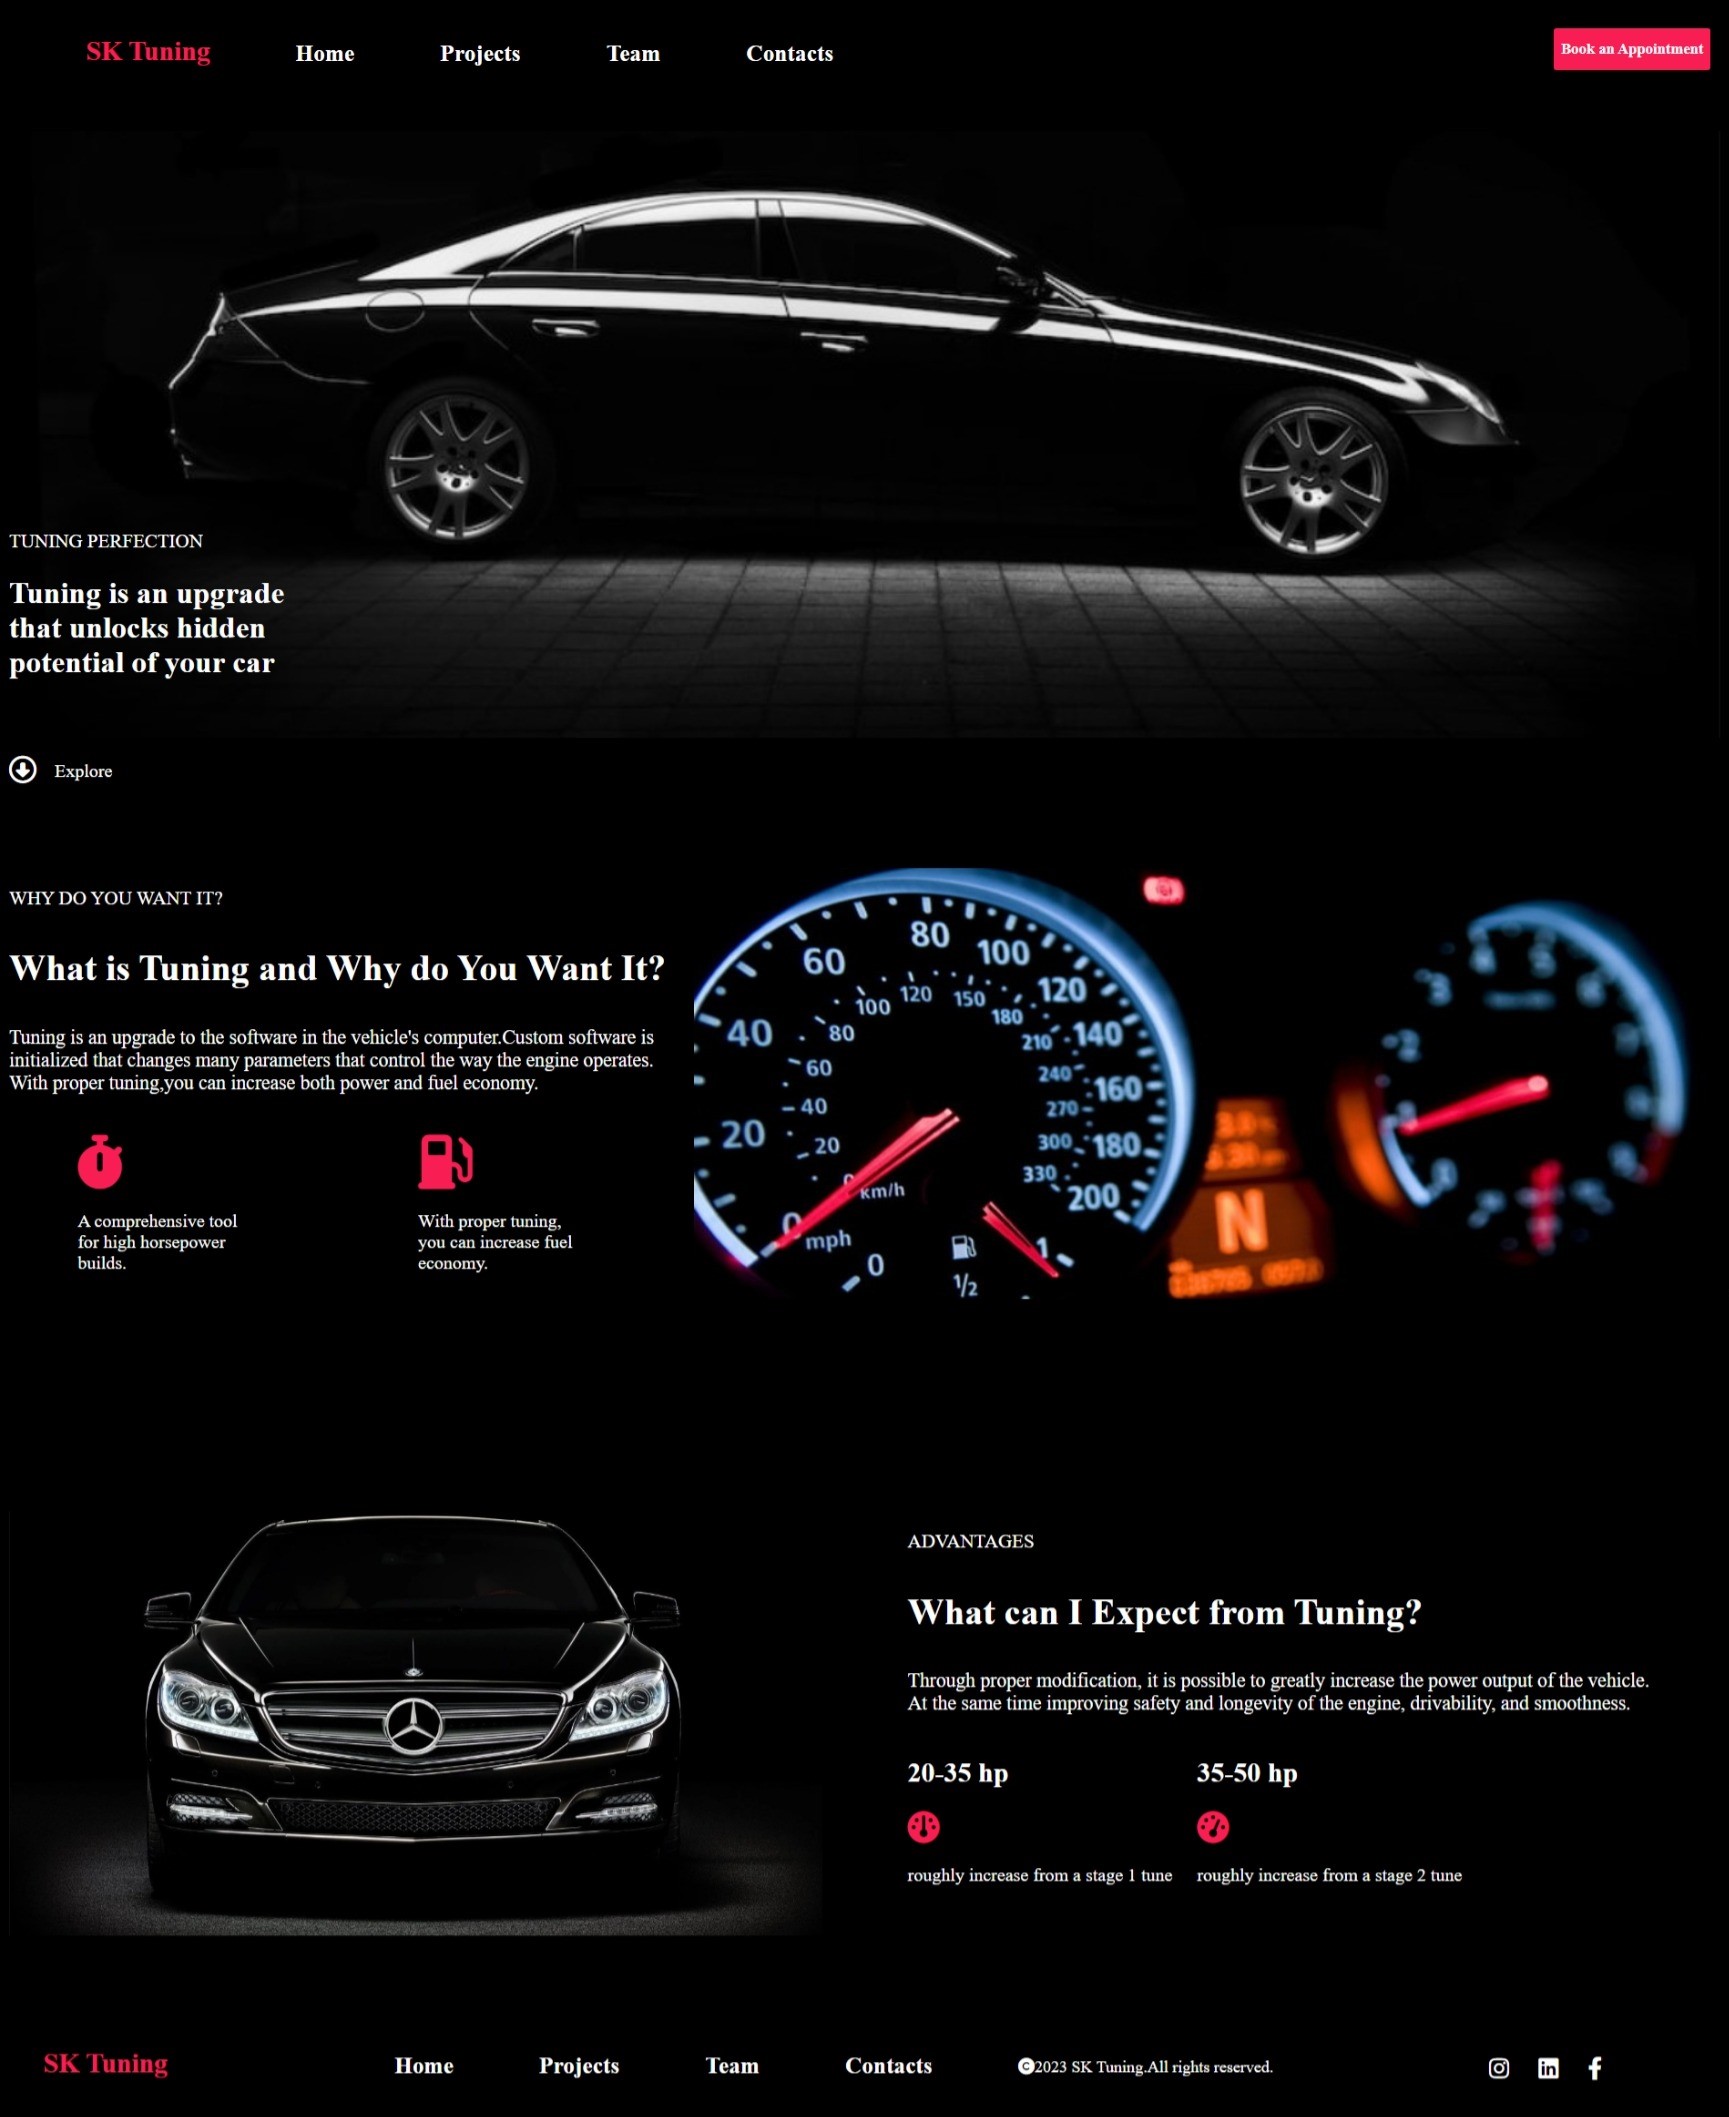 SK Tuning
Home
Projects
Team
Contacts
Book an Appointment
TUNING PERFECTION
Tuning is an upgrade
that unlocks hidden
potential of your car
Explore
WHY DO YOU WANT IT?
What is Tuning and Why do You Want It?
Tuning is an upgrade to the software in the vehicle's computer.Custom software is
initialized that changes many parameters that control the way the engine operates.
With proper tuning,you can increase both power and fuel economy.
A comprehensive tool
for high horsepower
builds.
With proper tuning,
you can increase fuel
economy.
20
40
60
80
100
120
140
160
180
200
0
mph
0
20
40
60
80
100
120
150
180
210
240
270
300
330
km/h
0
1/2
1
N
ADVANTAGES
What can I Expect from Tuning?
Through proper modification, it is possible to greatly increase the power output of the vehicle.
At the same time improving safety and longevity of the engine, drivability, and smoothness.
20-35 hp
roughly increase from a stage 1 tune
35-50 hp
roughly increase from a stage 2 tune
SK Tuning
Home
Projects
Team
Contacts
©2023 SK Tuning.All rights reserved.